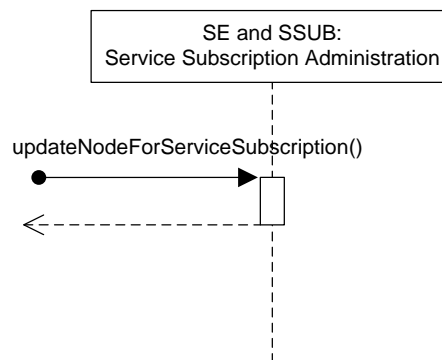 SE and SSUB:
Service Subscription Administration
updateNodeForServiceSubscription()